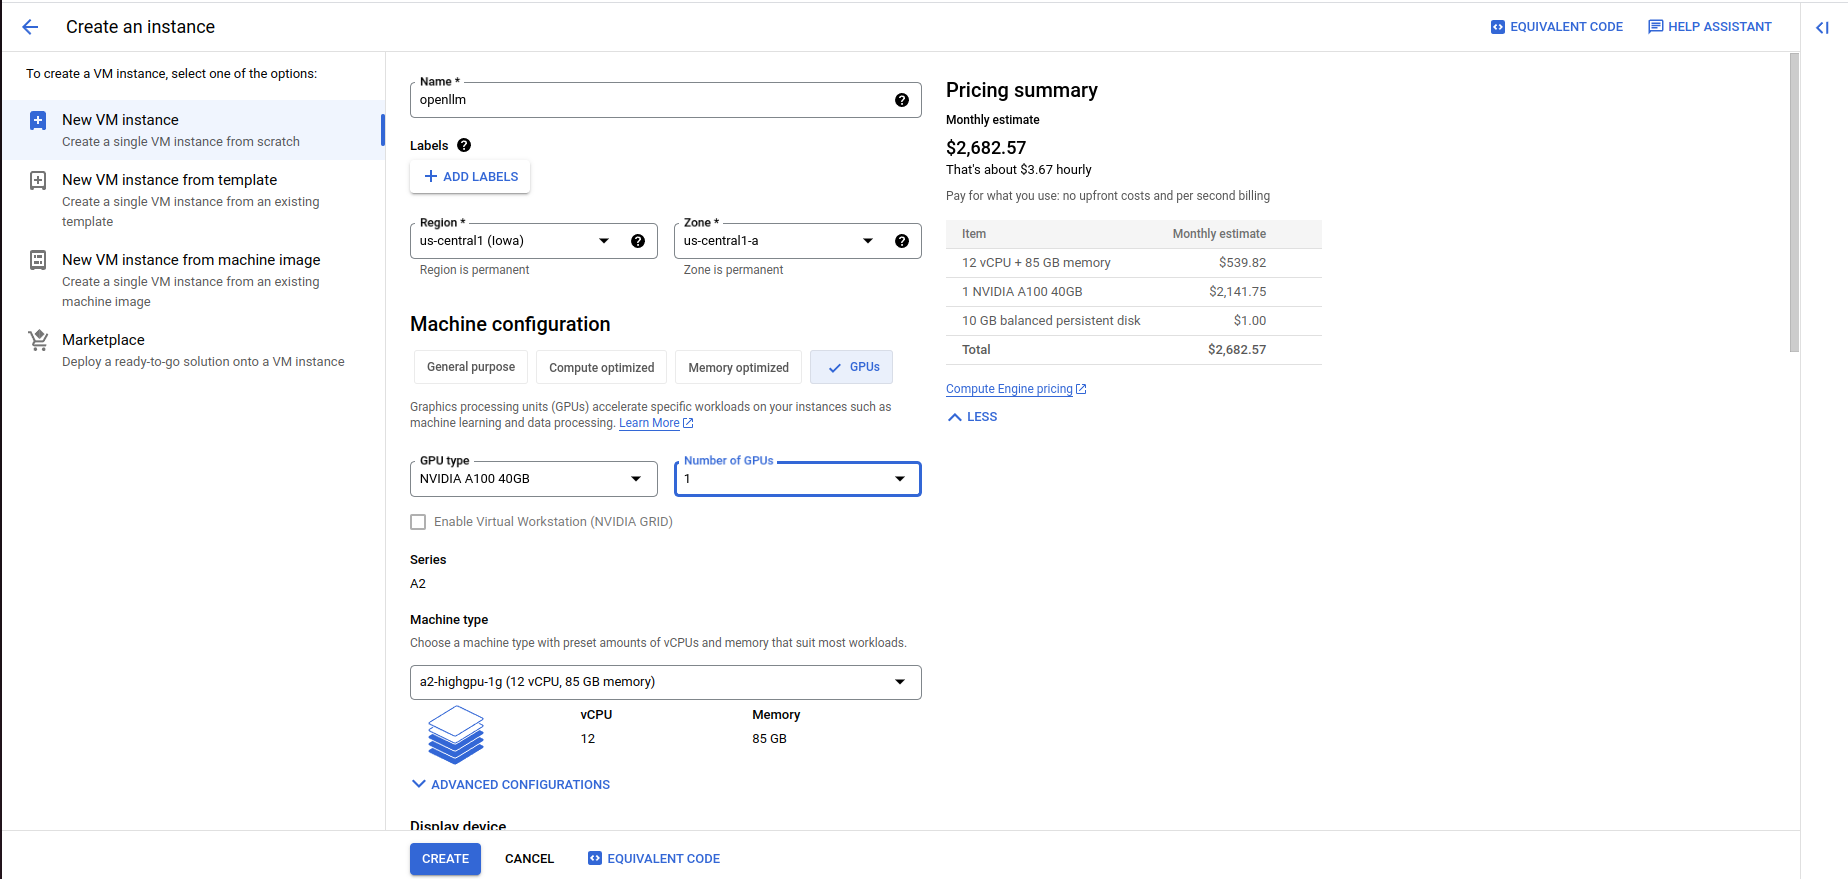 Create an instance
EQUIVALENT CODE
HELP ASSISTANT
To create a VM instance, select one of the options:
New VM instance
Create a single VM instance from scratch
New VM instance from template
Create a single VM instance from an existing
template
New VM instance from machine image
Create a single VM instance from an existing
machine image
Marketplace
Deploy a ready-to-go solution onto a VM instance
Name *
openllm
Labels
ADD LABELS
Region *
us-central1 (Iowa)
Region is permanent
Zone *
us-central1-a
Zone is permanent
Machine configuration
General purpose
Compute optimized
Memory optimized
GPUs
Graphics processing units (GPUs) accelerate specific workloads on your instances such as
machine learning and data processing. Learn More
GPU type
NVIDIA A100 40GB
Number of GPUs
1
Enable Virtual Workstation (NVIDIA GRID)
Series
A2
Machine type
Choose a machine type with preset amounts of vCPUs and memory that suit most workloads.
a2-highgpu-1g (12 vCPU, 85 GB memory)
vCPU
12
Memory
85 GB
ADVANCED CONFIGURATIONS
Display device
CREATE
CANCEL
EQUIVALENT CODE
Pricing summary
Monthly estimate
$2,682.57
That's about $3.67 hourly
Pay for what you use: no upfront costs and per second billing
Item Monthly estimate
12 vCPU + 85 GB memory $539.82
1 NVIDIA A100 40GB $2,141.75
10 GB balanced persistent disk $1.00
Total $2,682.57
Compute Engine pricing
LESS